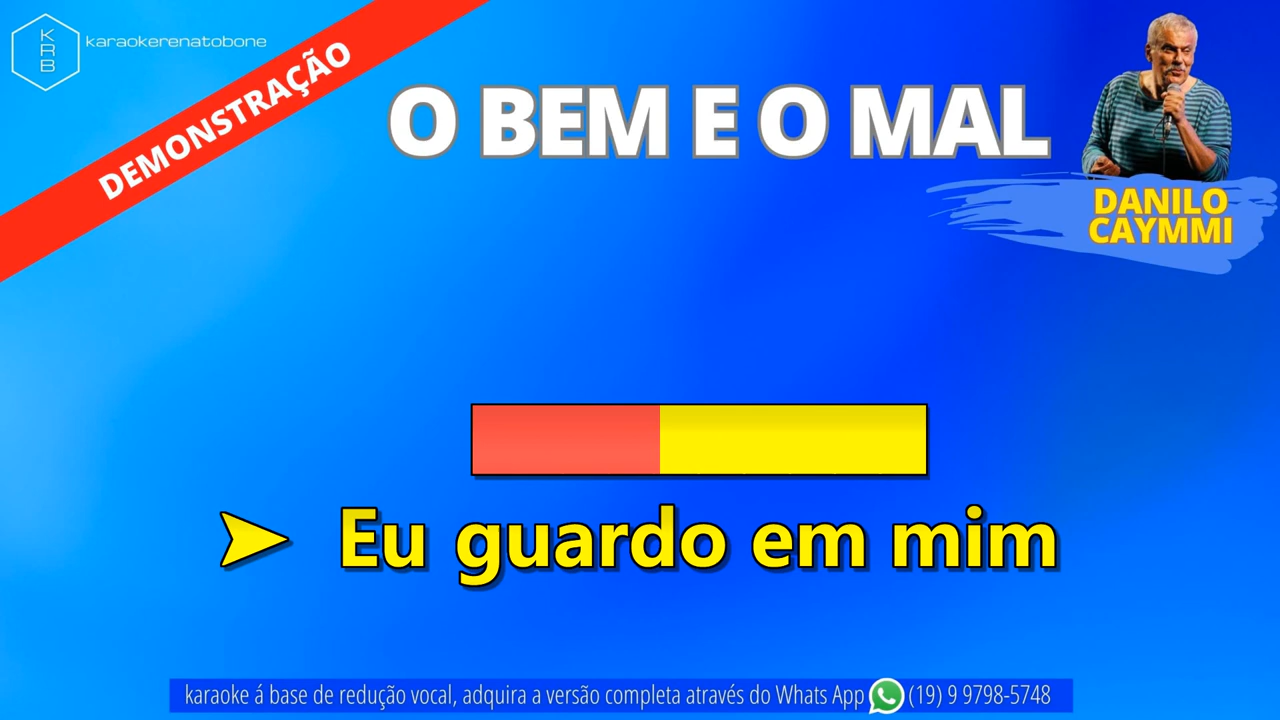 K
R
B
karaokerenatobone
DEMONSTRAÇÃO
O BEM E O MAL
DANILO
CAYMMI
➤ Eu guardo em mim
karaoke á base de redução vocal, adquira a versão completa através do Whats App (19) 9 9798-5748